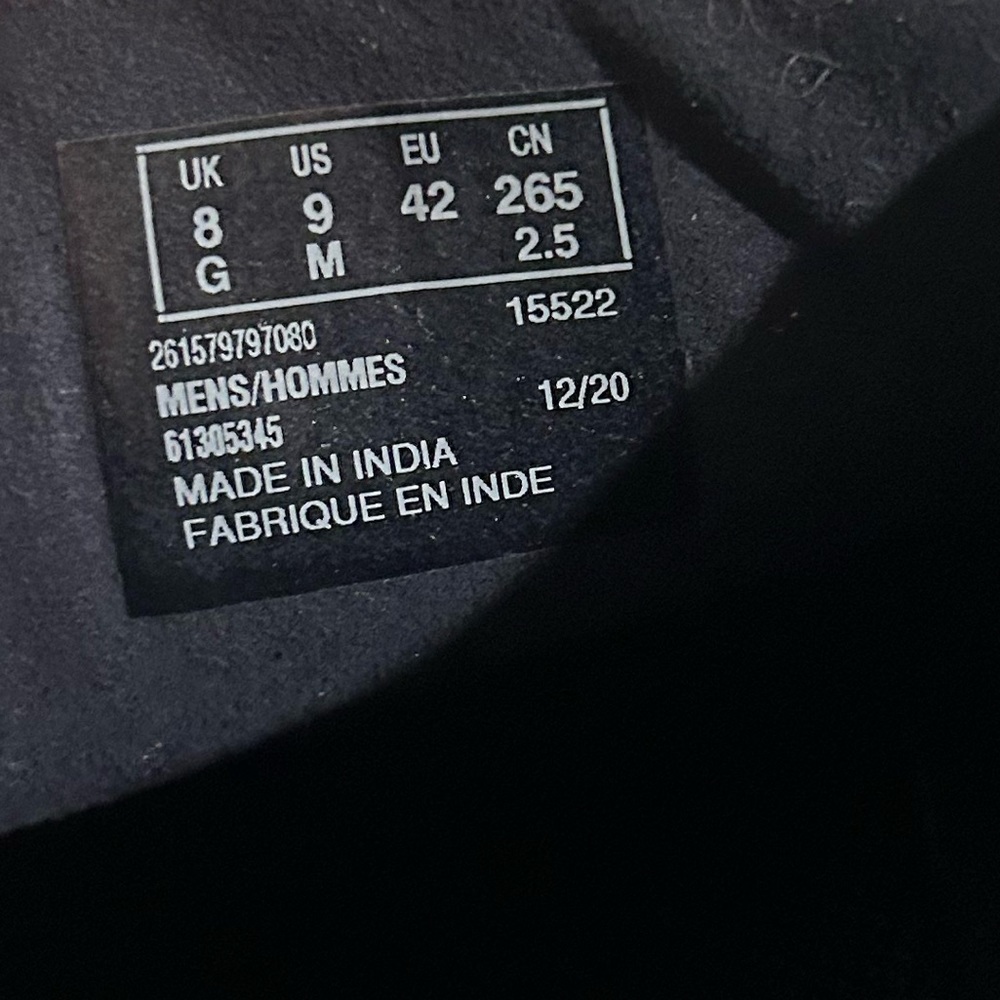 UK US EU CN
8 9 42 265
G M 2.5
261579797080 15522
MENS/HOMMES 12/20
61305345
MADE IN INDIA
FABRIQUE EN INDE